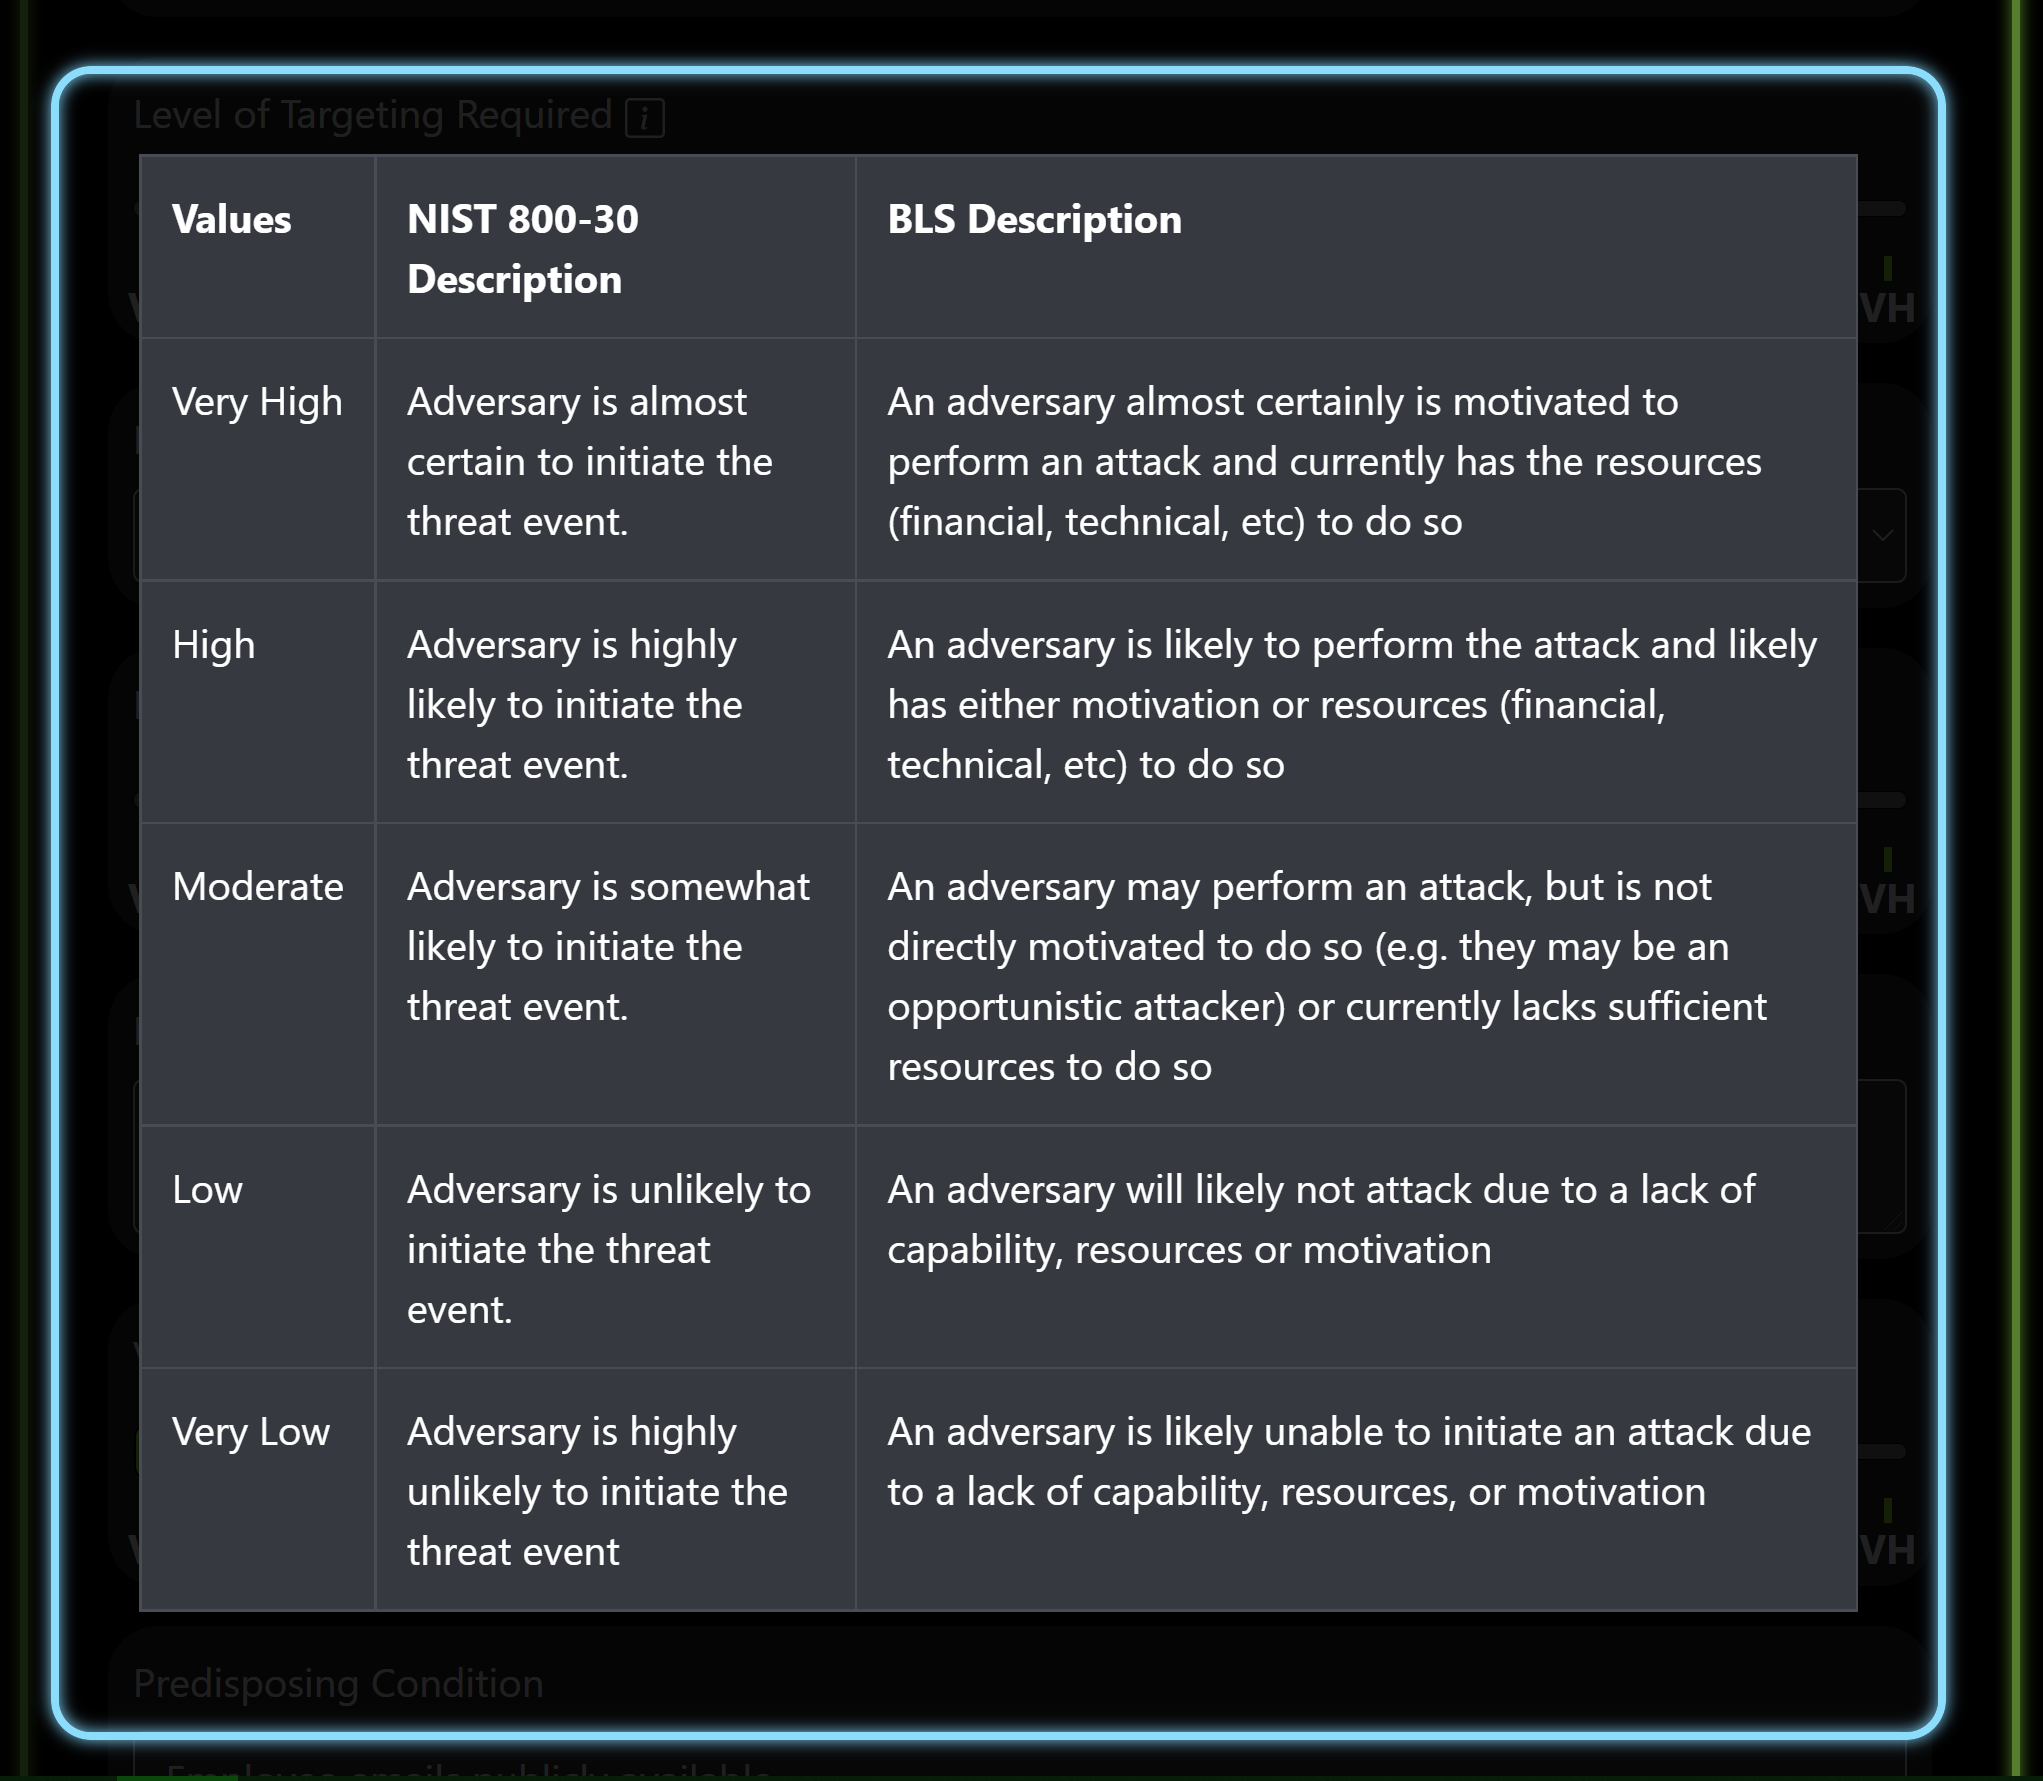 Level of Targeting Required i
Values
NIST 800-30
Description
BLS Description
VH
Very High
Adversary is almost
certain to initiate the
threat event.
An adversary almost certainly is motivated to
perform an attack and currently has the resources
(financial, technical, etc) to do so
High
Adversary is highly
likely to initiate the
threat event.
An adversary is likely to perform the attack and likely
has either motivation or resources (financial,
technical, etc) to do so
Moderate
Adversary is somewhat
likely to initiate the
threat event.
An adversary may perform an attack, but is not
directly motivated to do so (e.g. they may be an
opportunistic attacker) or currently lacks sufficient
resources to do so
VH
Low
Adversary is unlikely to
initiate the threat
event.
An adversary will likely not attack due to a lack of
capability, resources or motivation
Very Low
Adversary is highly
unlikely to initiate the
threat event
An adversary is likely unable to initiate an attack due
to a lack of capability, resources, or motivation
VH
Predisposing Condition
Employee emails publicly available